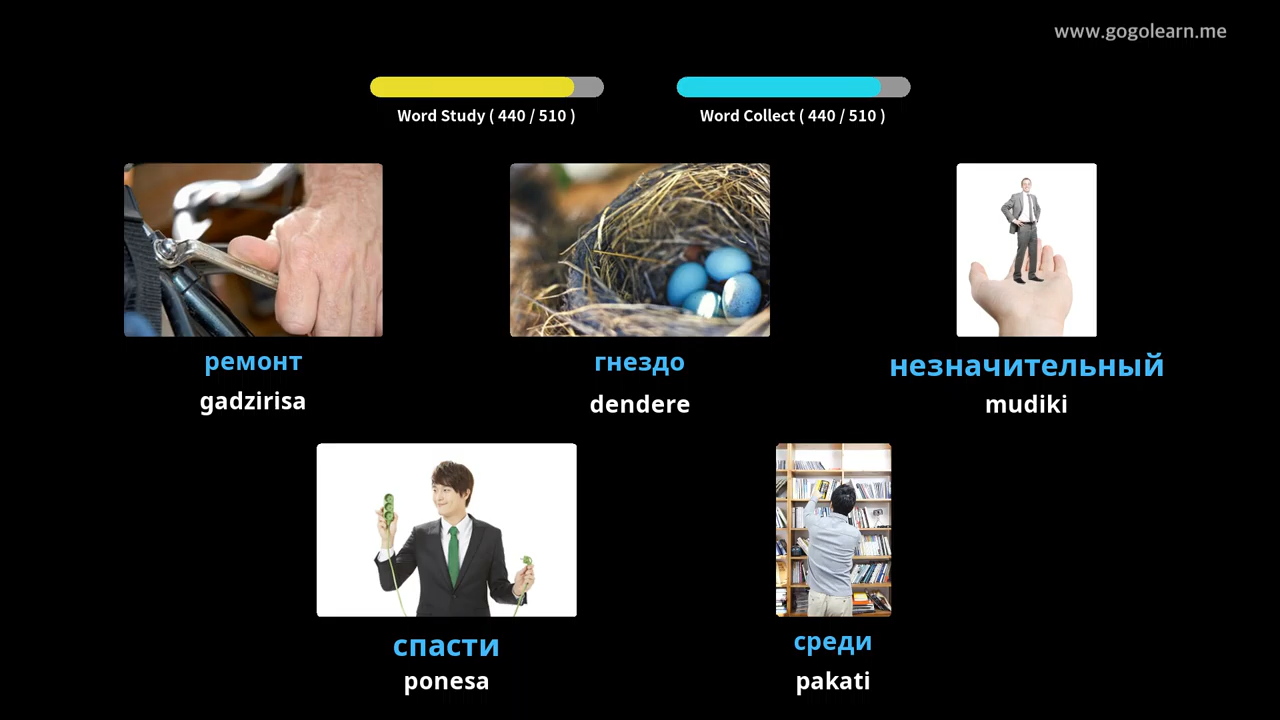 www.gogolearn.me
Word Study ( 440 / 510 )
Word Collect ( 440 / 510 )
ремонт
gadzirisa
гнездо
dendere
незначительный
mudiki
спасти
ponesa
среди
pakati